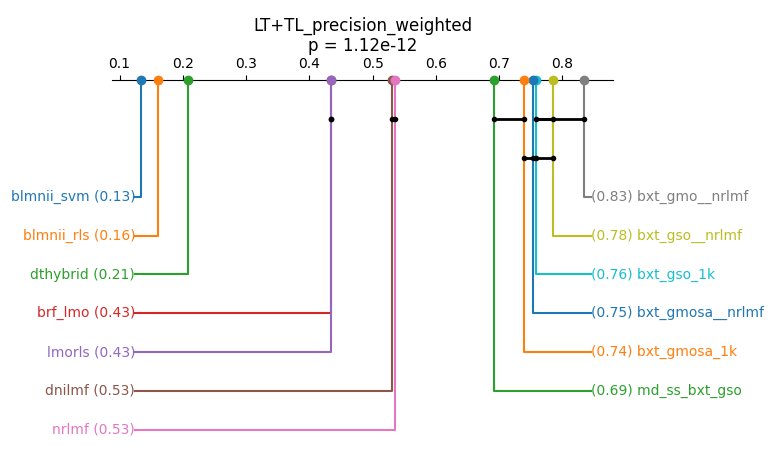 LT+TL_precision_weighted
p = 1.12e-12
0.1 0.2 0.3 0.4 0.5 0.6 0.7 0.8
blmnii_svm (0.13)
(0.83) bxt_gmo__nrlmf
blmnii_rls (0.16)
(0.78) bxt_gso__nrlmf
dthybrid (0.21)
(0.76) bxt_gso_1k
brf_lmo (0.43)
(0.75) bxt_gmosa__nrlmf
lmorls (0.43)
(0.74) bxt_gmosa_1k
dnilmf (0.53)
(0.69) md_ss_bxt_gso
nrlmf (0.53)